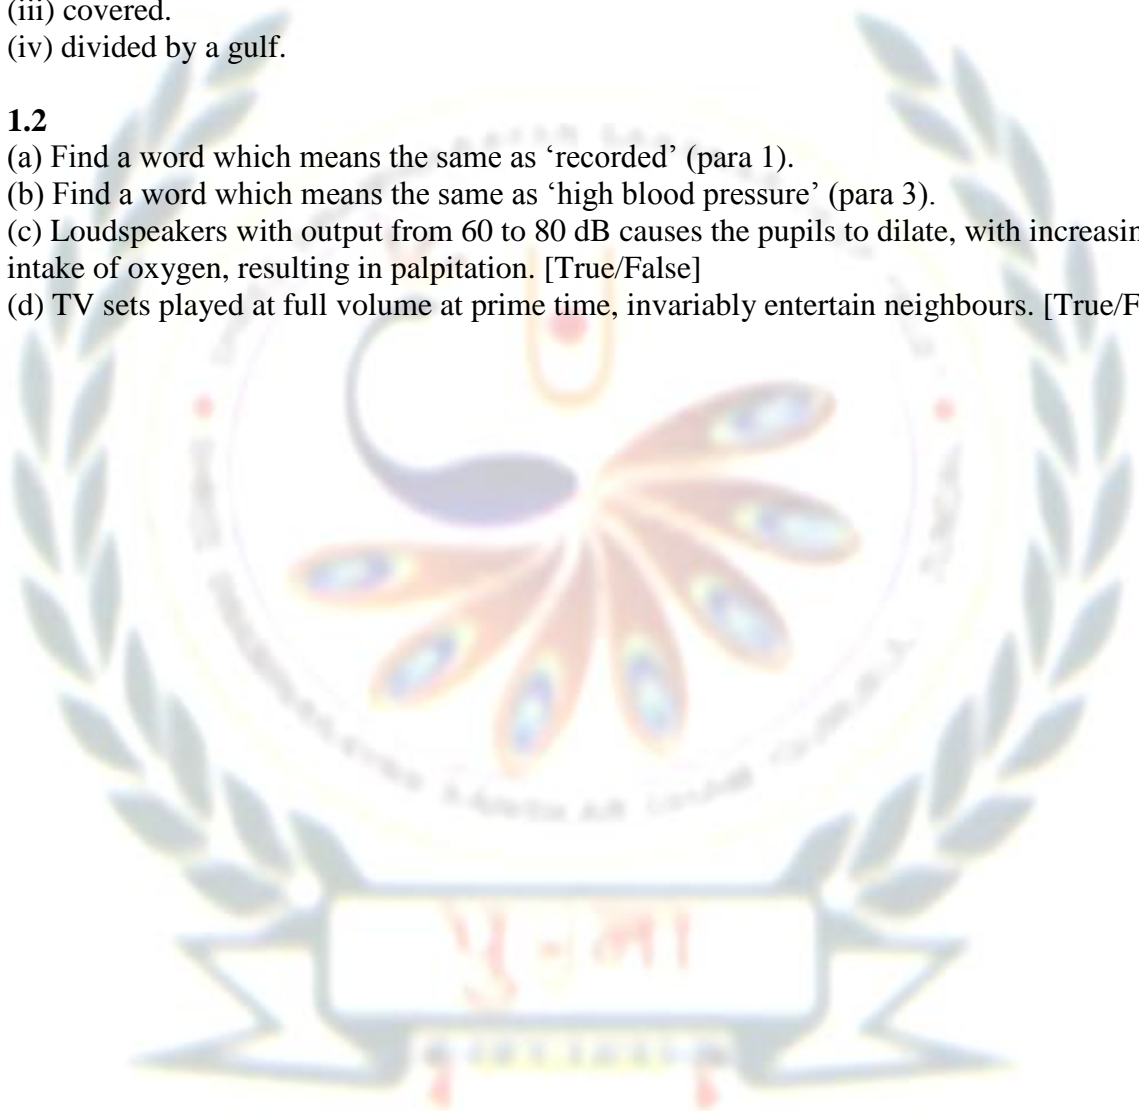 (iii) covered.
(iv) divided by a gulf.
1.2
(a) Find a word which means the same as ‘recorded’ (para 1).
(b) Find a word which means the same as ‘high blood pressure’ (para 3).
(c) Loudspeakers with output from 60 to 80 dB causes the pupils to dilate, with increasin
intake of oxygen, resulting in palpitation. [True/False]
(d) TV sets played at full volume at prime time, invariably entertain neighbours. [True/F